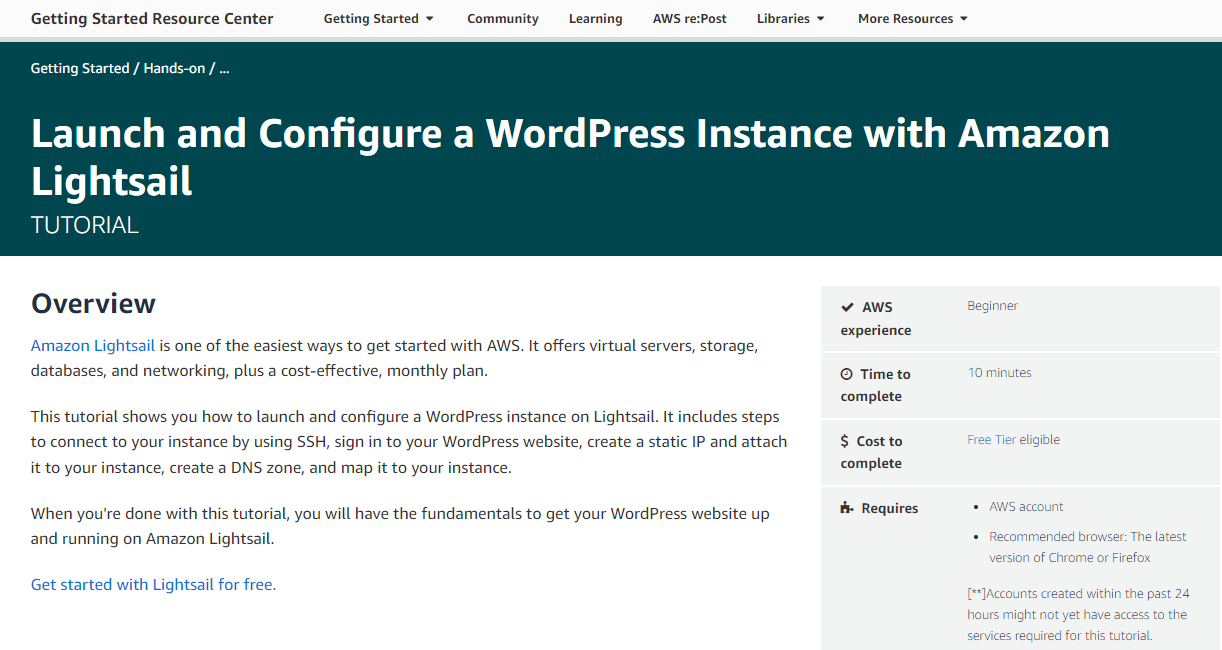 Getting Started Resource Center Getting Started Community Learning AWS re:Post Libraries More Resources
Getting Started / Hands-on / ...
Launch and Configure a WordPress Instance with Amazon
Lightsail
TUTORIAL
Overview
Amazon Lightsail is one of the easiest ways to get started with AWS. It offers virtual servers, storage,
databases, and networking, plus a cost-effective, monthly plan.
This tutorial shows you how to launch and configure a WordPress instance on Lightsail. It includes steps
to connect to your instance by using SSH, sign in to your WordPress website, create a static IP and attach
it to your instance, create a DNS zone, and map it to your instance.
When you're done with this tutorial, you will have the fundamentals to get your WordPress website up
and running on Amazon Lightsail.
Get started with Lightsail for free.
AWS Beginner
experience
Time to 10 minutes
complete
$ Cost to Free Tier eligible
complete
Requires
• AWS account
• Recommended browser: The latest
version of Chrome or Firefox
[**]Accounts created within the past 24
hours might not yet have access to the
services required for this tutorial.